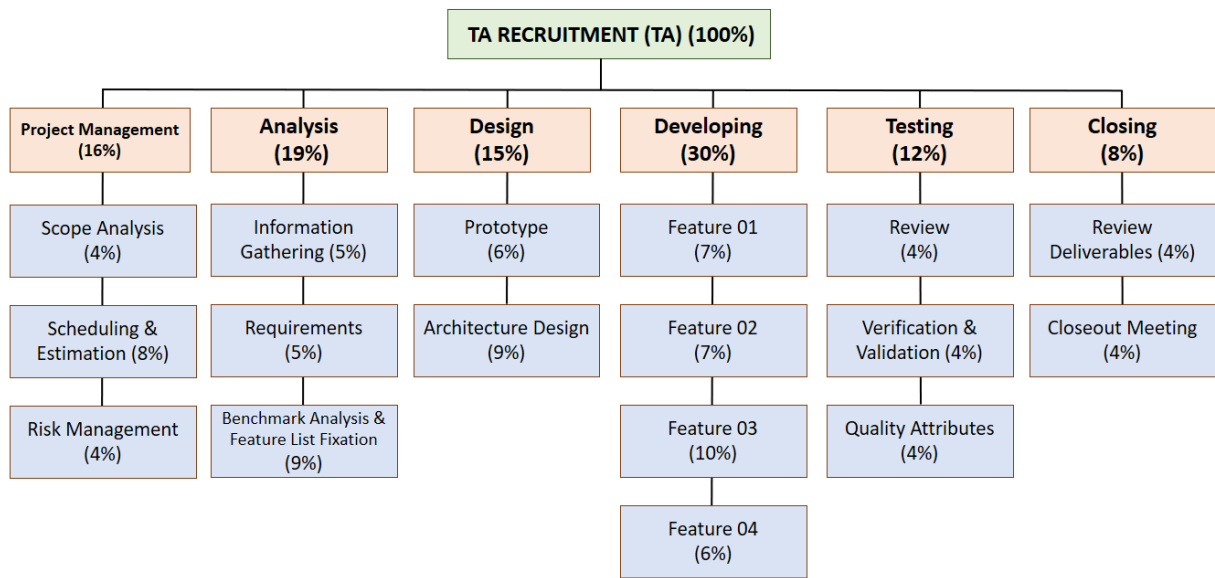 TA RECRUITMENT (TA) (100%)
Project Management
(16%)
Analysis
(19%)
Design
(15%)
Developing
(30%)
Testing
(12%)
Closing
(8%)
Scope Analysis
(4%)
Information
Gathering (5%)
Prototype
(6%)
Feature 01
(7%)
Review
(4%)
Review
Deliverables (4%)
Scheduling &
Estimation (8%)
Requirements
(5%)
Architecture Design
(9%)
Feature 02
(7%)
Verification &
Validation (4%)
Closeout Meeting
(4%)
Risk Management
(4%)
Benchmark Analysis &
Feature List Fixation
(9%)
Feature 03
(10%)
Quality Attributes
(4%)
Feature 04
(6%)